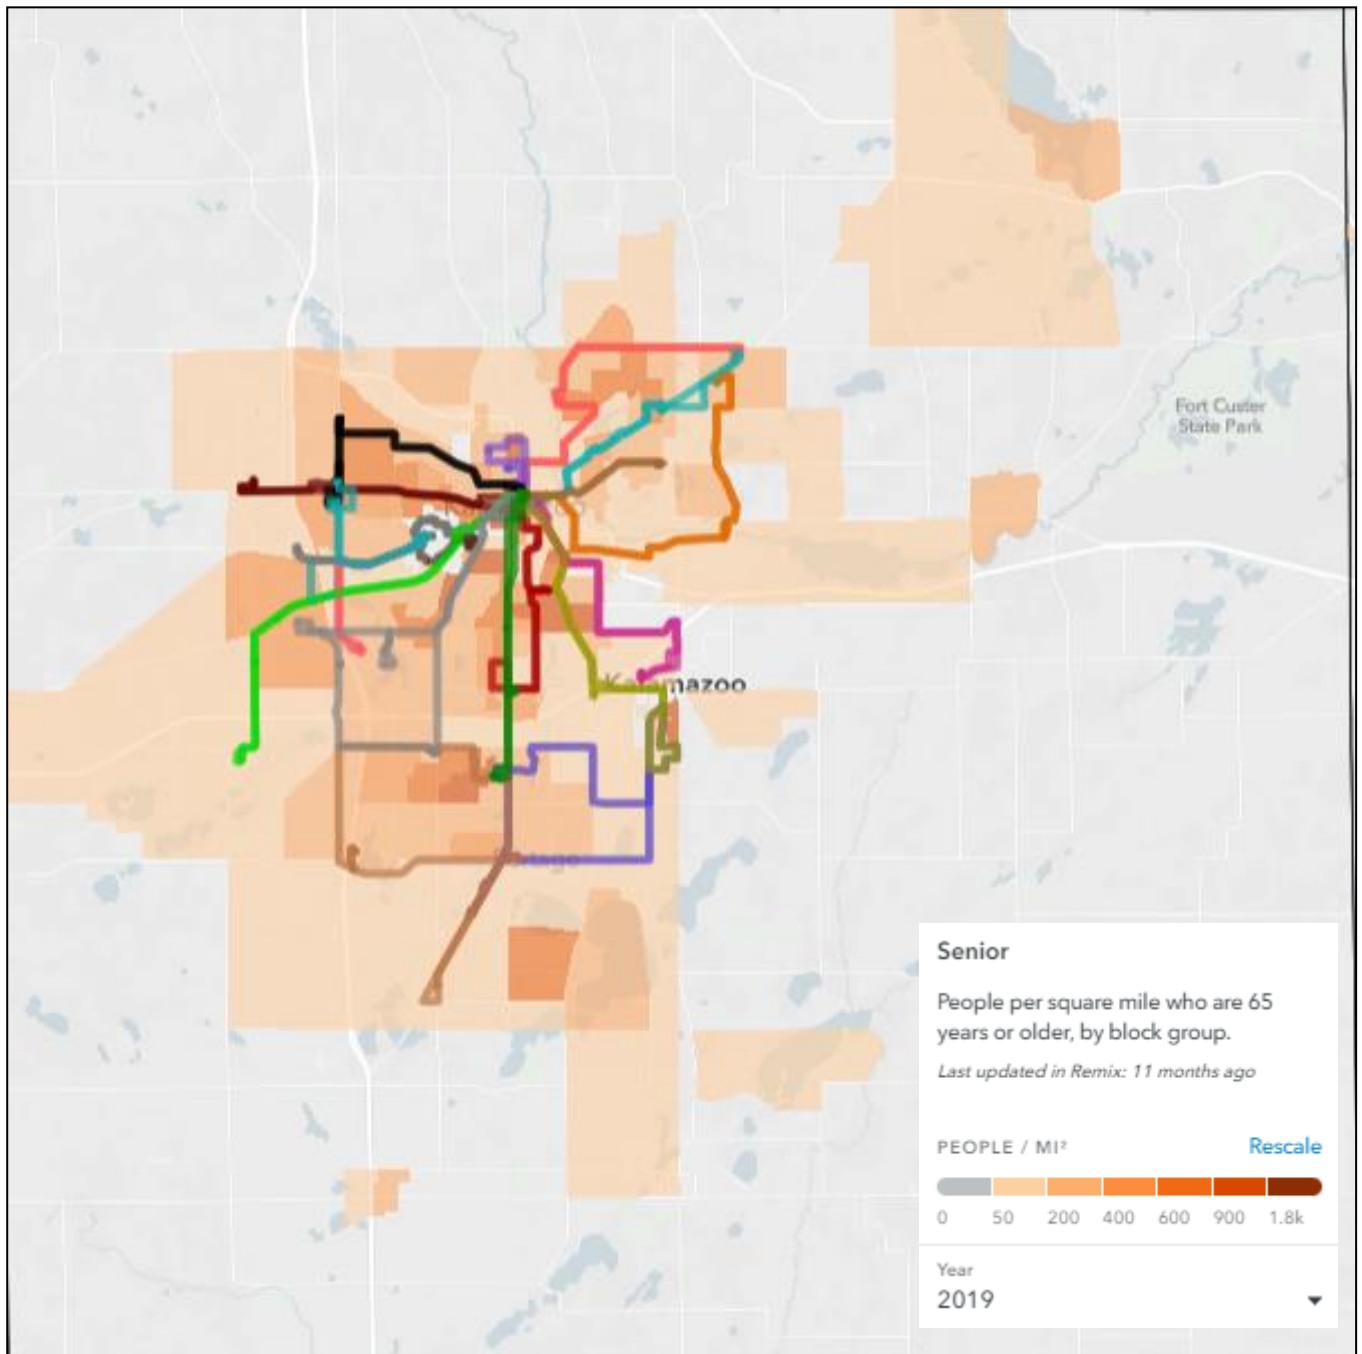 Fort Custer
State Park
Kalamazoo
Senior
People per square mile who are 65
years or older, by block group.
Last updated in Remix: 11 months ago
PEOPLE / MI²
Rescale
0 50 200 400 600 900 1.8k
Year
2019